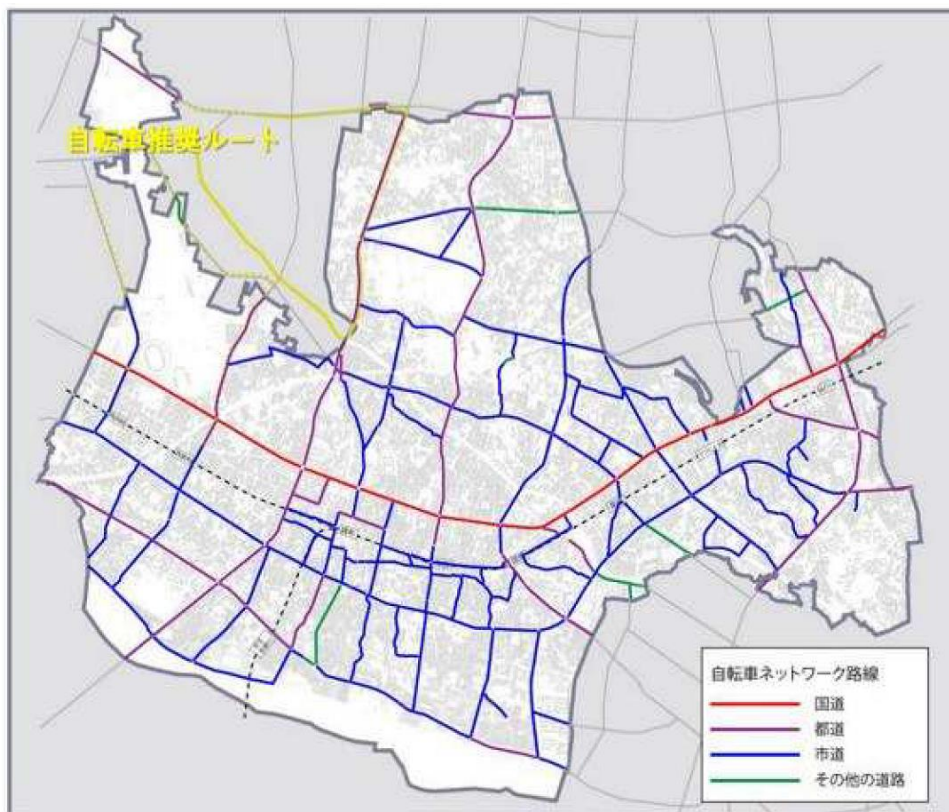 自転車推奨ルート
自転車ネットワーク路線
国道
都道
市道
その他の道路